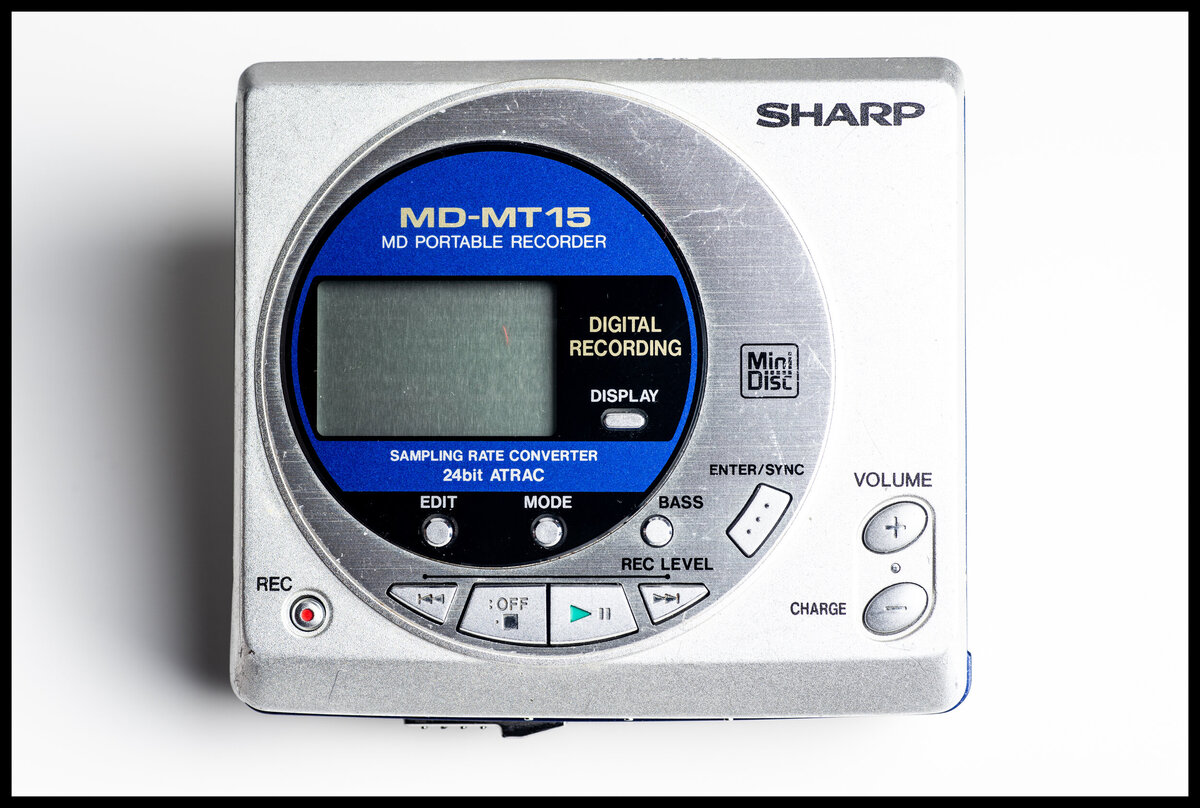 SHARP
MD-MT15
MD PORTABLE RECORDER
DIGITAL
RECORDING
Mini
Disc
DISPLAY
SAMPLING RATE CONVERTER
24bit ATRAC
ENTER/SYNC
VOLUME
EDIT
MODE
BASS
REC LEVEL
REC
:OFF
CHARGE